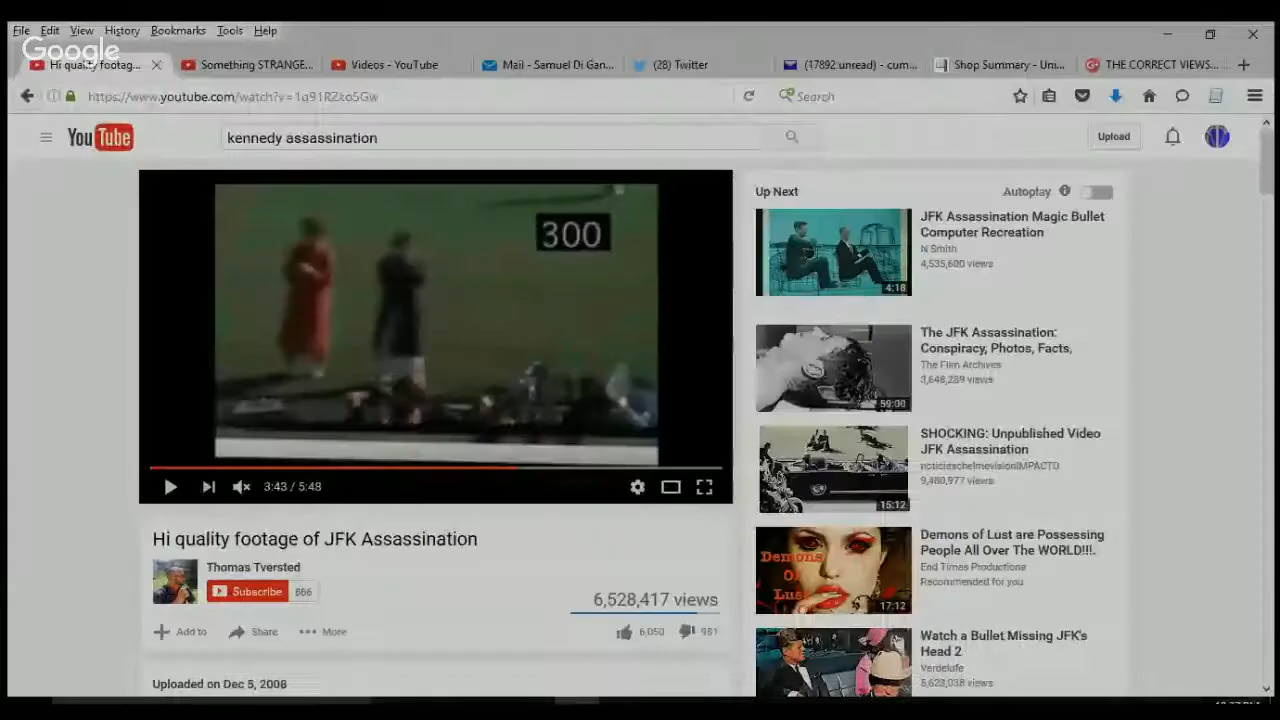 File Edit View History Bookmarks Tools Help
Google
Hi quality footag...
Something STRANGE...
Videos - YouTube
Mail - Samuel Di Gan...
(28) Twitter
(17892 unread) - cum...
Shop Summary - Uni...
THE CORRECT VIEWS...
https://www.youtube.com/watch?v=1q91RZko5Gw
Search
YouTube
kennedy assassination
Upload
300
3:43 / 5:48
Hi quality footage of JFK Assassination
Thomas Tversted
Subscribe 666
6,528,417 views
Add to
Share
More
6,050
981
Uploaded on Dec 5, 2006
Up Next
Autoplay
JFK Assassination Magic Bullet
Computer Recreation
N Smith
4,535,600 views
4:18
The JFK Assassination:
Conspiracy, Photos, Facts,
The Film Archives
3,648,289 views
59:00
SHOCKING: Unpublished Video
JFK Assassination
noticieschelmevisionIMPACTO
9,480,977 views
15:12
Demons of Lust are Possessing
People All Over The WORLD!!!.
End Times Productions
Recommended for you
Demons
Of
Lust
17:12
Watch a Bullet Missing JFK's
Head 2
Verdelufe
5,623,038 views